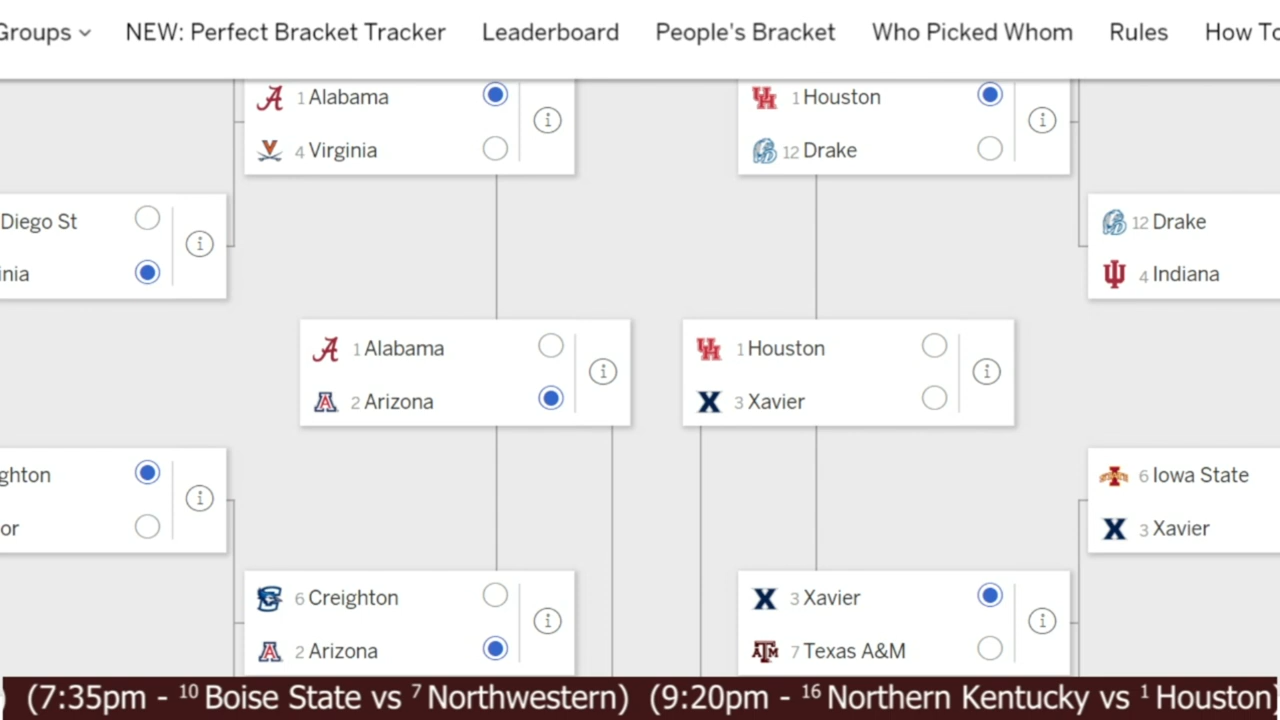 Groups NEW: Perfect Bracket Tracker Leaderboard People's Bracket Who Picked Whom Rules How To
1 Alabama
4 Virginia
1 Houston
12 Drake
Diego St
inia
12 Drake
4 Indiana
1 Alabama
2 Arizona
1 Houston
3 Xavier
ghton
or
6 Iowa State
3 Xavier
6 Creighton
2 Arizona
3 Xavier
7 Texas A&M
) (7:35pm - 10 Boise State vs 7 Northwestern) (9:20pm - 16 Northern Kentucky vs 1 Houston)